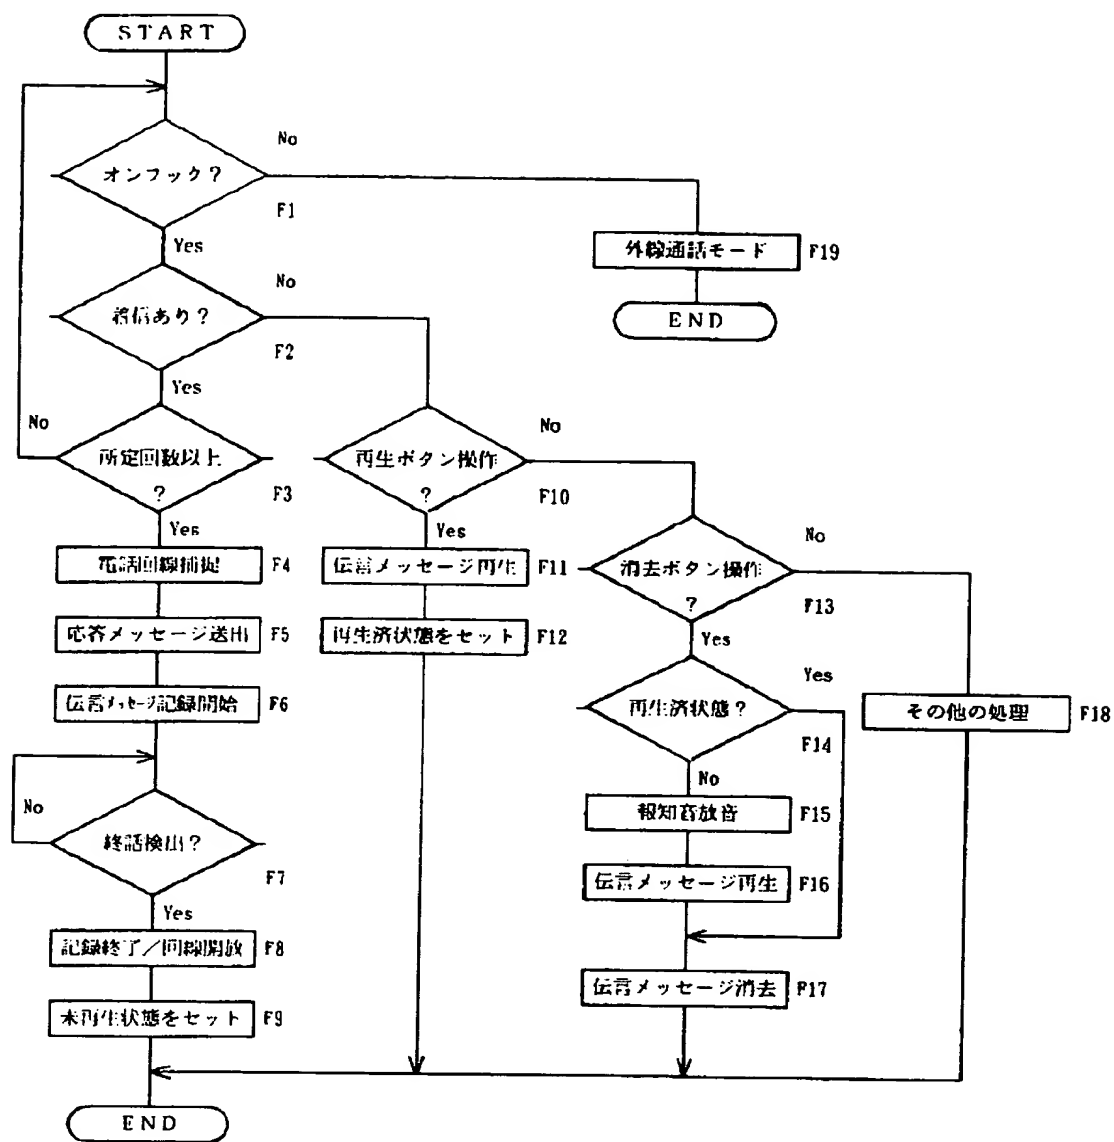 START
No
オンフック？
F1
Yes
外線通話モード
F19
No
着信あり？
END
F2
Yes
No
所定回数以上
？
F3
No
再生ボタン操作
？
F10
Yes
Yes
電話回線捕捉
F4
伝言メッセージ再生
F11
No
消去ボタン操作
？
F13
応答メッセージ送出
F5
再生済状態をセット
F12
Yes
伝言メッセージ記録開始
F6
Yes
再生済状態？
F14
その他の処理
F18
No
No
報知音放音
F15
終話検出？
F7
伝言メッセージ再生
F16
Yes
記録終了／回線開放
F8
伝言メッセージ消去
F17
未再生状態をセット
F9
END